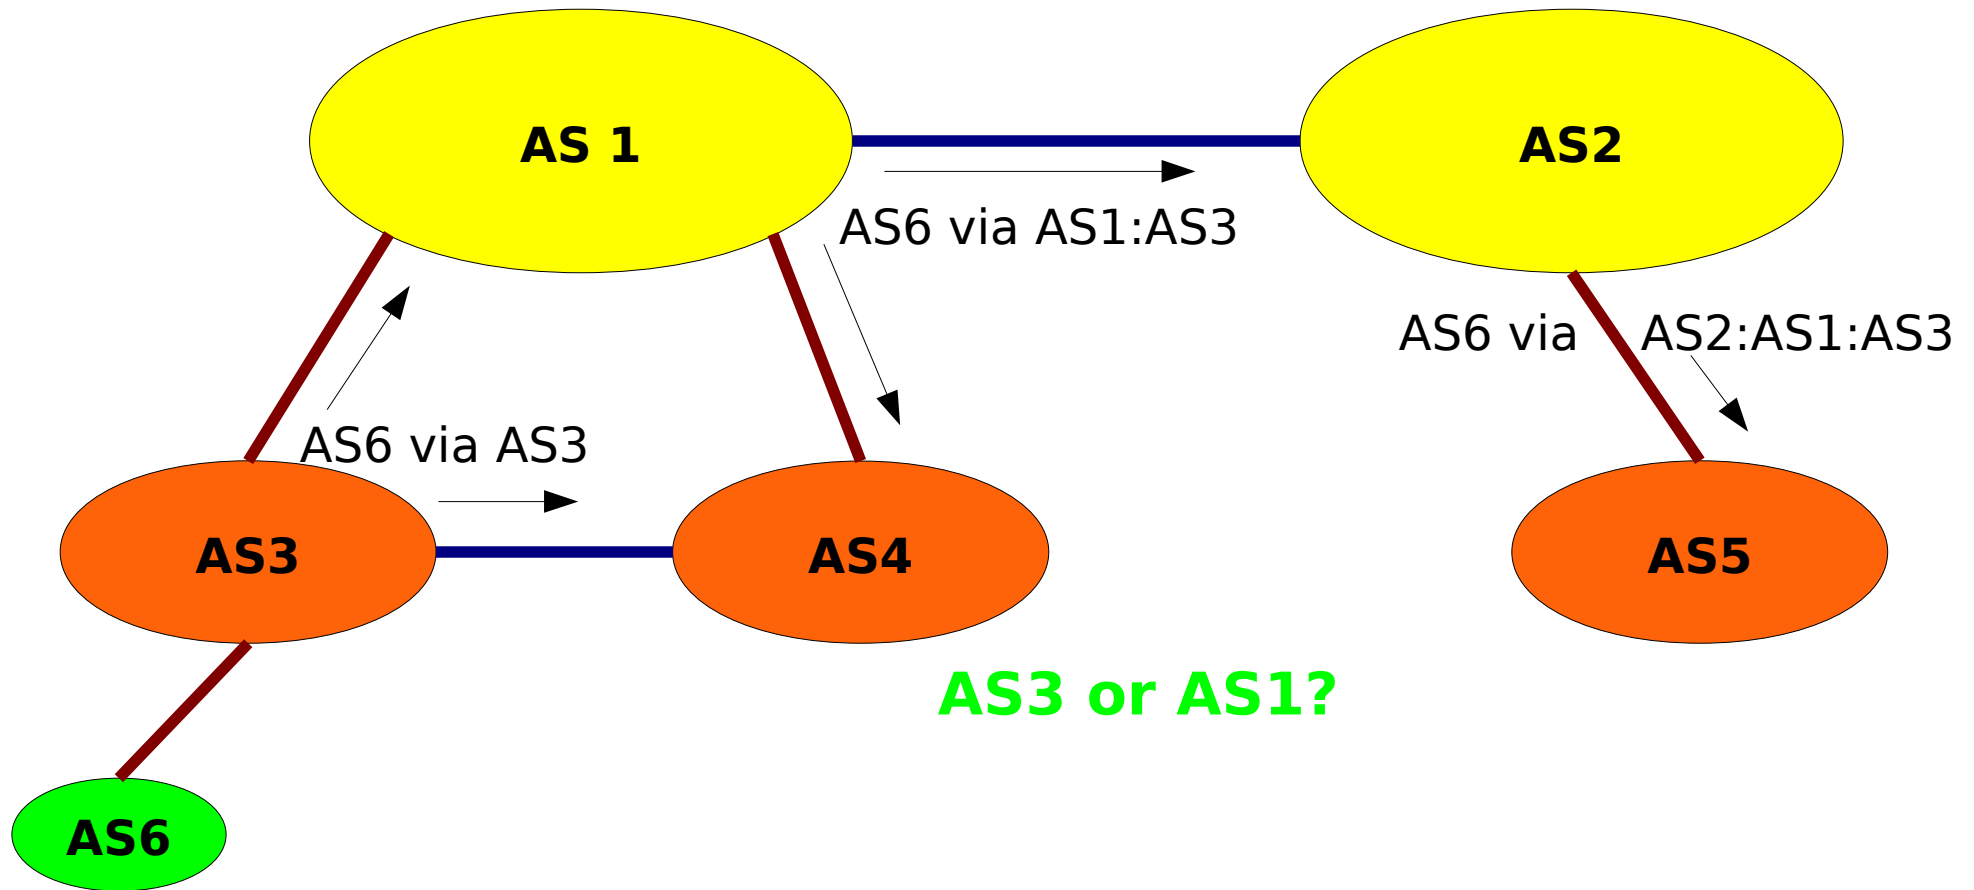 AS 1
AS2
AS6 via AS1:AS3
AS6 via AS2:AS1:AS3
AS6 via AS3
AS3
AS4
AS5
AS3 or AS1?
AS6